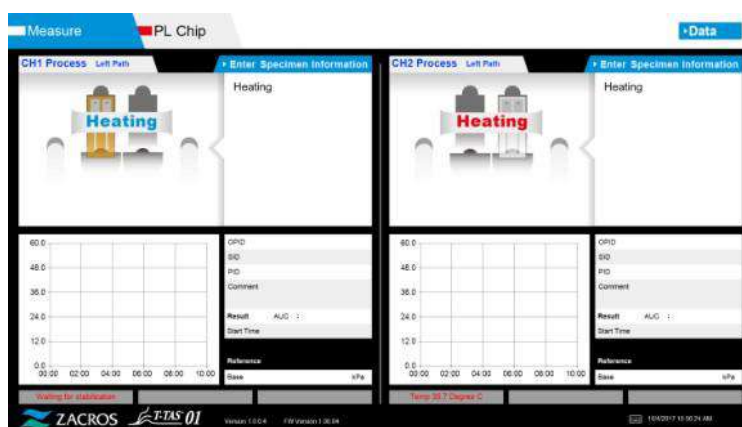 Measure
PL Chip
Data
CH1 Process Left Path
Enter Specimen Information
Heating
Heating
60.0
48.0
36.0
24.0
12.0
0.0
00:00 02:00 04:00 06:00 08:00 10:00
OPID
SID
PID
Comment
Result AUC :
Start Time
Reference
Base kPa
Waiting for stabilization
CH2 Process Left Path
Enter Specimen Information
Heating
Heating
60.0
48.0
36.0
24.0
12.0
0.0
00:00 02:00 04:00 06:00 08:00 10:00
OPID
SID
PID
Comment
Result AUC :
Start Time
Reference
Base kPa
ZACROS T-TAS 01
Version 1.0.0.4